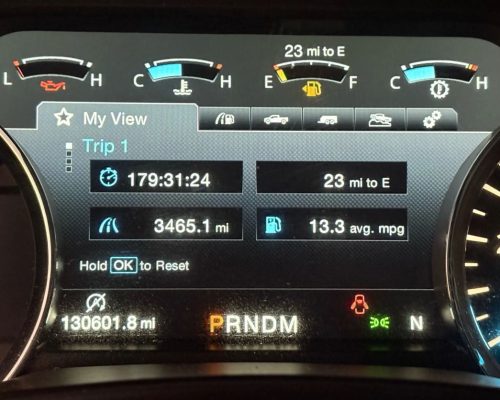 23 mi to E
L H C H E F C H
My View
Trip 1
179:31:24 23 mi to E
3465.1 mi 13.3 avg. mpg
Hold OK to Reset
130601.8 mi PRNDM N